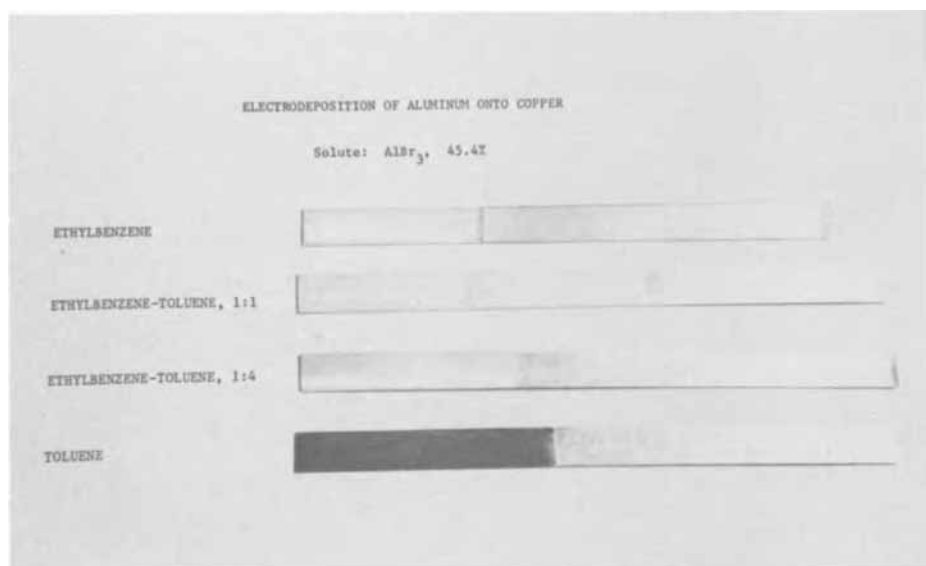 ELECTRODEPOSITION OF ALUMINUM ONTO COPPER
Solute: AlBr3, 45.4%
ETHYLBENZENE
ETHYLBENZENE-TOLUENE, 1:1
ETHYLBENZENE-TOLUENE, 1:4
TOLUENE